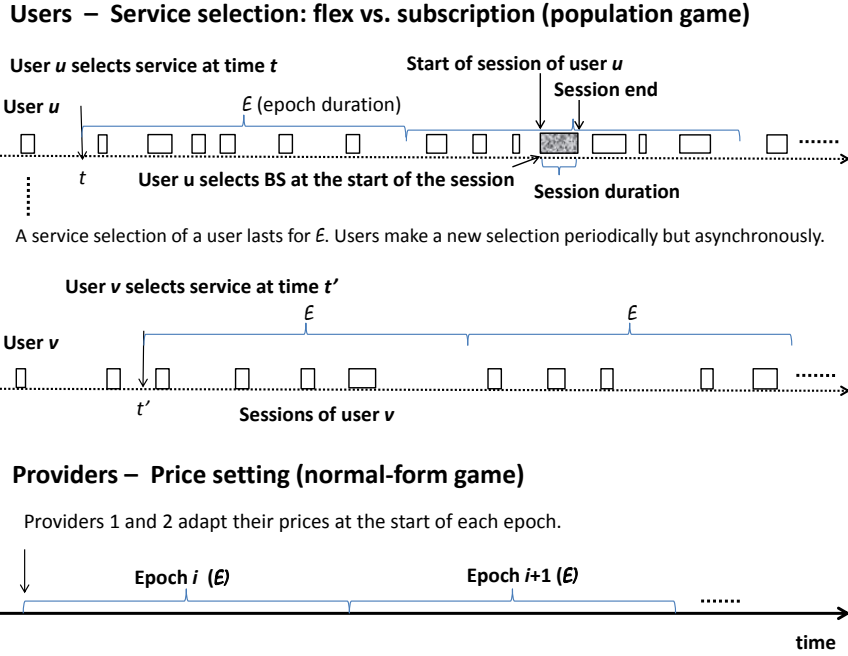 Users – Service selection: flex vs. subscription (population game)
User u selects service at time t
Start of session of user u
Session end
User u
Ɛ (epoch duration)
t
User u selects BS at the start of the session
Session duration
A service selection of a user lasts for Ɛ. Users make a new selection periodically but asynchronously.
User v selects service at time t’
Ɛ
Ɛ
User v
t’
Sessions of user v
Providers – Price setting (normal-form game)
Providers 1 and 2 adapt their prices at the start of each epoch.
Epoch i (Ɛ)
Epoch i+1 (Ɛ)
time